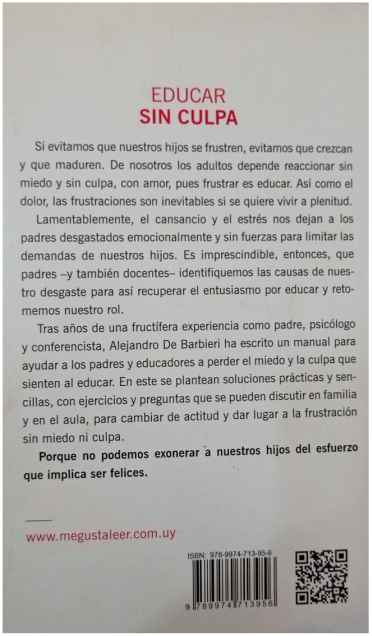 EDUCAR
SIN CULPA
Si evitamos que nuestros hijos se frustren, evitamos que crezcan
y que maduren. De nosotros los adultos depende reaccionar sin
miedo y sin culpa, con amor, pues frustrar es educar. Así como el
dolor, las frustraciones son inevitables si se quiere vivir a plenitud.
Lamentablemente, el cansancio y el estrés nos dejan a los
padres desgastados emocionalmente y sin fuerzas para limitar las
demandas de nuestros hijos. Es imprescindible, entonces, que
padres –y también docentes– identifiquemos las causas de nues-
tro desgaste para así recuperar el entusiasmo por educar y reto-
memos nuestro rol.
Tras años de una fructífera experiencia como padre, psicólogo
y conferencista, Alejandro De Barbieri ha escrito un manual para
ayudar a los padres y educadores a perder el miedo y la culpa que
sienten al educar. En este se plantean soluciones prácticas y sen-
cillas, con ejercicios y preguntas que se pueden discutir en familia
y en el aula, para cambiar de actitud y dar lugar a la frustración
sin miedo ni culpa.
Porque no podemos exonerar a nuestros hijos del esfuerzo
que implica ser felices.
www.megustaleer.com.uy
ISBN: 978-9974-713-95-6
9 789974 713956